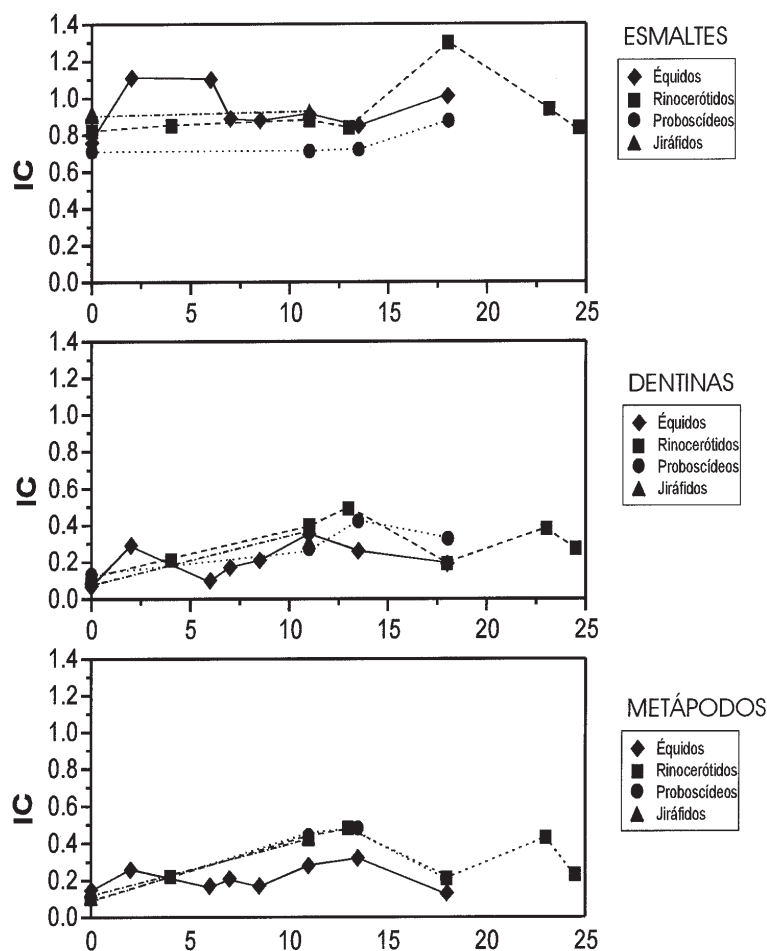 ESMALTES
Équidos
Rinocerótidos
Proboscídeos
Jiráfidos
IC
1.4
1.2
1.0
0.8
0.6
0.4
0.2
0.0
0 5 10 15 20 25
DENTINAS
Équidos
Rinocerótidos
Proboscídeos
Jiráfidos
IC
1.4
1.2
1.0
0.8
0.6
0.4
0.2
0.0
0 5 10 15 20 25
METÁPODOS
Équidos
Rinocerótidos
Proboscídeos
Jiráfidos
IC
1.4
1.2
1.0
0.8
0.6
0.4
0.2
0.0
0 5 10 15 20 25